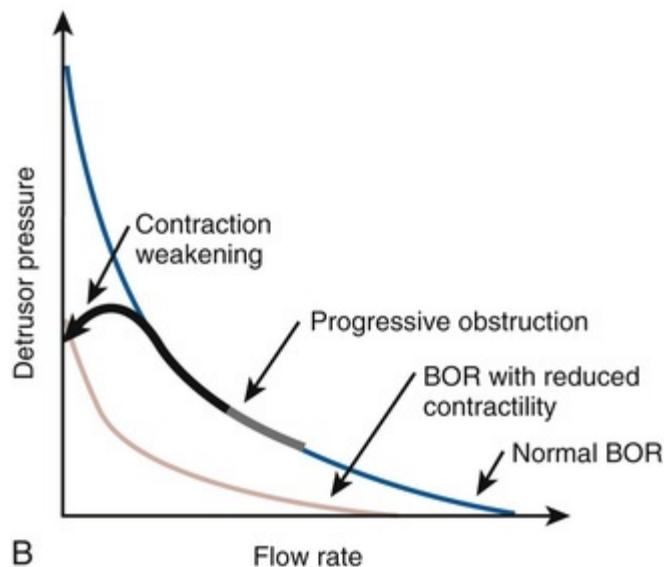 Detrusor pressure
Contraction
weakening
Progressive obstruction
BOR with reduced
contractility
Normal BOR
B
Flow rate